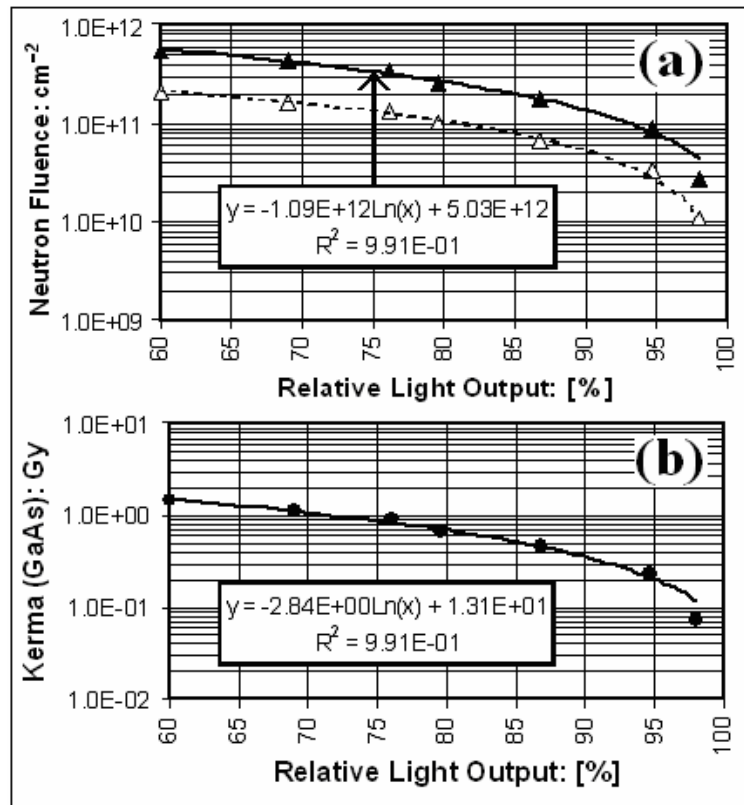 (a)
Neutron Fluence: cm⁻²
1.0E+12
1.0E+11
1.0E+10
1.0E+09
y = -1.09E+12Ln(x) + 5.03E+12
R² = 9.91E-01
60 65 70 75 80 85 90 95 100
Relative Light Output: [%]
(b)
Kerma (GaAs): Gy
1.0E+01
1.0E+00
1.0E-01
1.0E-02
y = -2.84E+00Ln(x) + 1.31E+01
R² = 9.91E-01
60 65 70 75 80 85 90 95 100
Relative Light Output: [%]